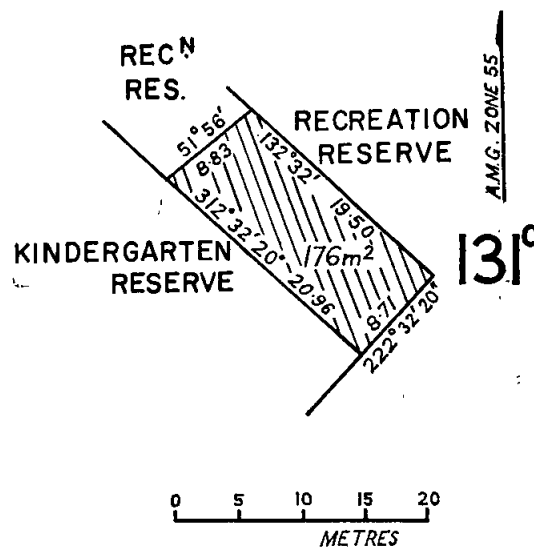 REC^N
RES.
51°56'
8·83
RECREATION
RESERVE
132°32'
19·50
A.M.G. ZONE 55
KINDERGARTEN
RESERVE
312°32'20" 20·96
176m²
131°
8·71
222°32'20"
0 5 10 15 20
METRES